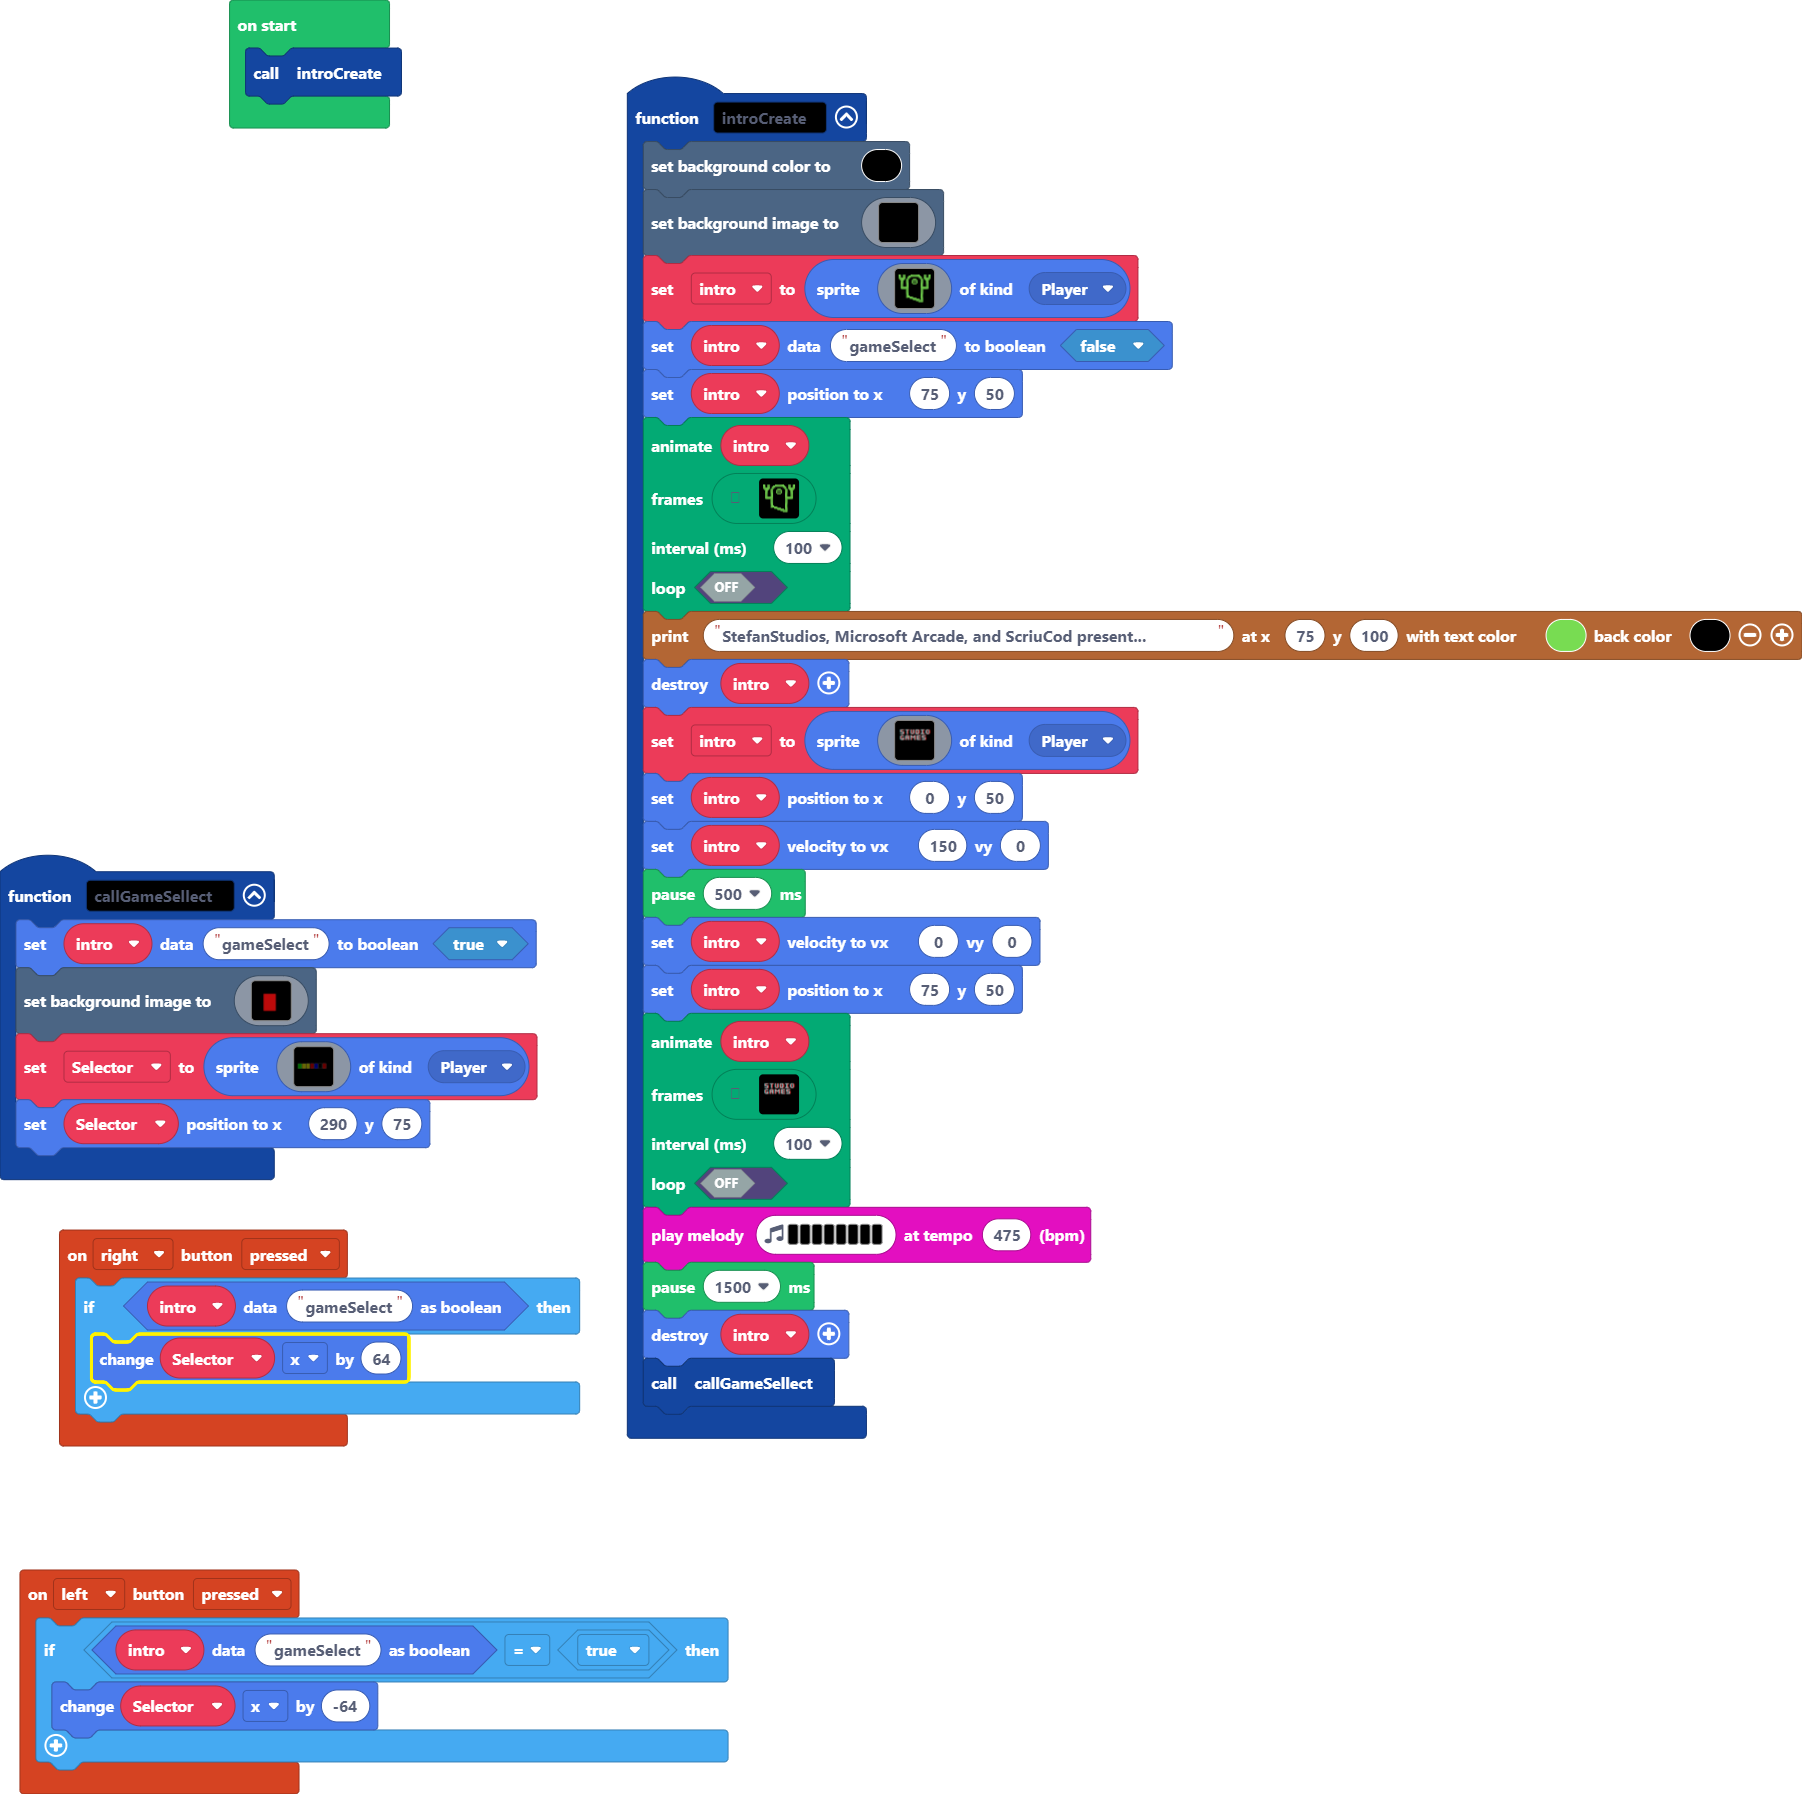 on start
call introCreate
function introCreate
set background color to
set background image to
set intro to sprite of kind Player
set intro data "gameSelect" to boolean false
set intro position to x 75 y 50
animate intro
frames
interval (ms) 100
loop OFF
print "StefanStudios, Microsoft Arcade, and ScriuCod present... " at x 75 y 100 with text color back color
destroy intro
set intro to sprite STUDIO GAMES of kind Player
set intro position to x 0 y 50
set intro velocity to vx 150 vy 0
pause 500 ms
set intro velocity to vx 0 vy 0
set intro position to x 75 y 50
animate intro
frames STUDIO GAMES
interval (ms) 100
loop OFF
play melody at tempo 475 (bpm)
pause 1500 ms
destroy intro
call callGameSellect
function callGameSellect
set intro data "gameSelect" to boolean true
set background image to
set Selector to sprite of kind Player
set Selector position to x 290 y 75
on right button pressed
if intro data "gameSelect" as boolean then
change Selector x by 64
on left button pressed
if intro data "gameSelect" as boolean = true then
change Selector x by -64